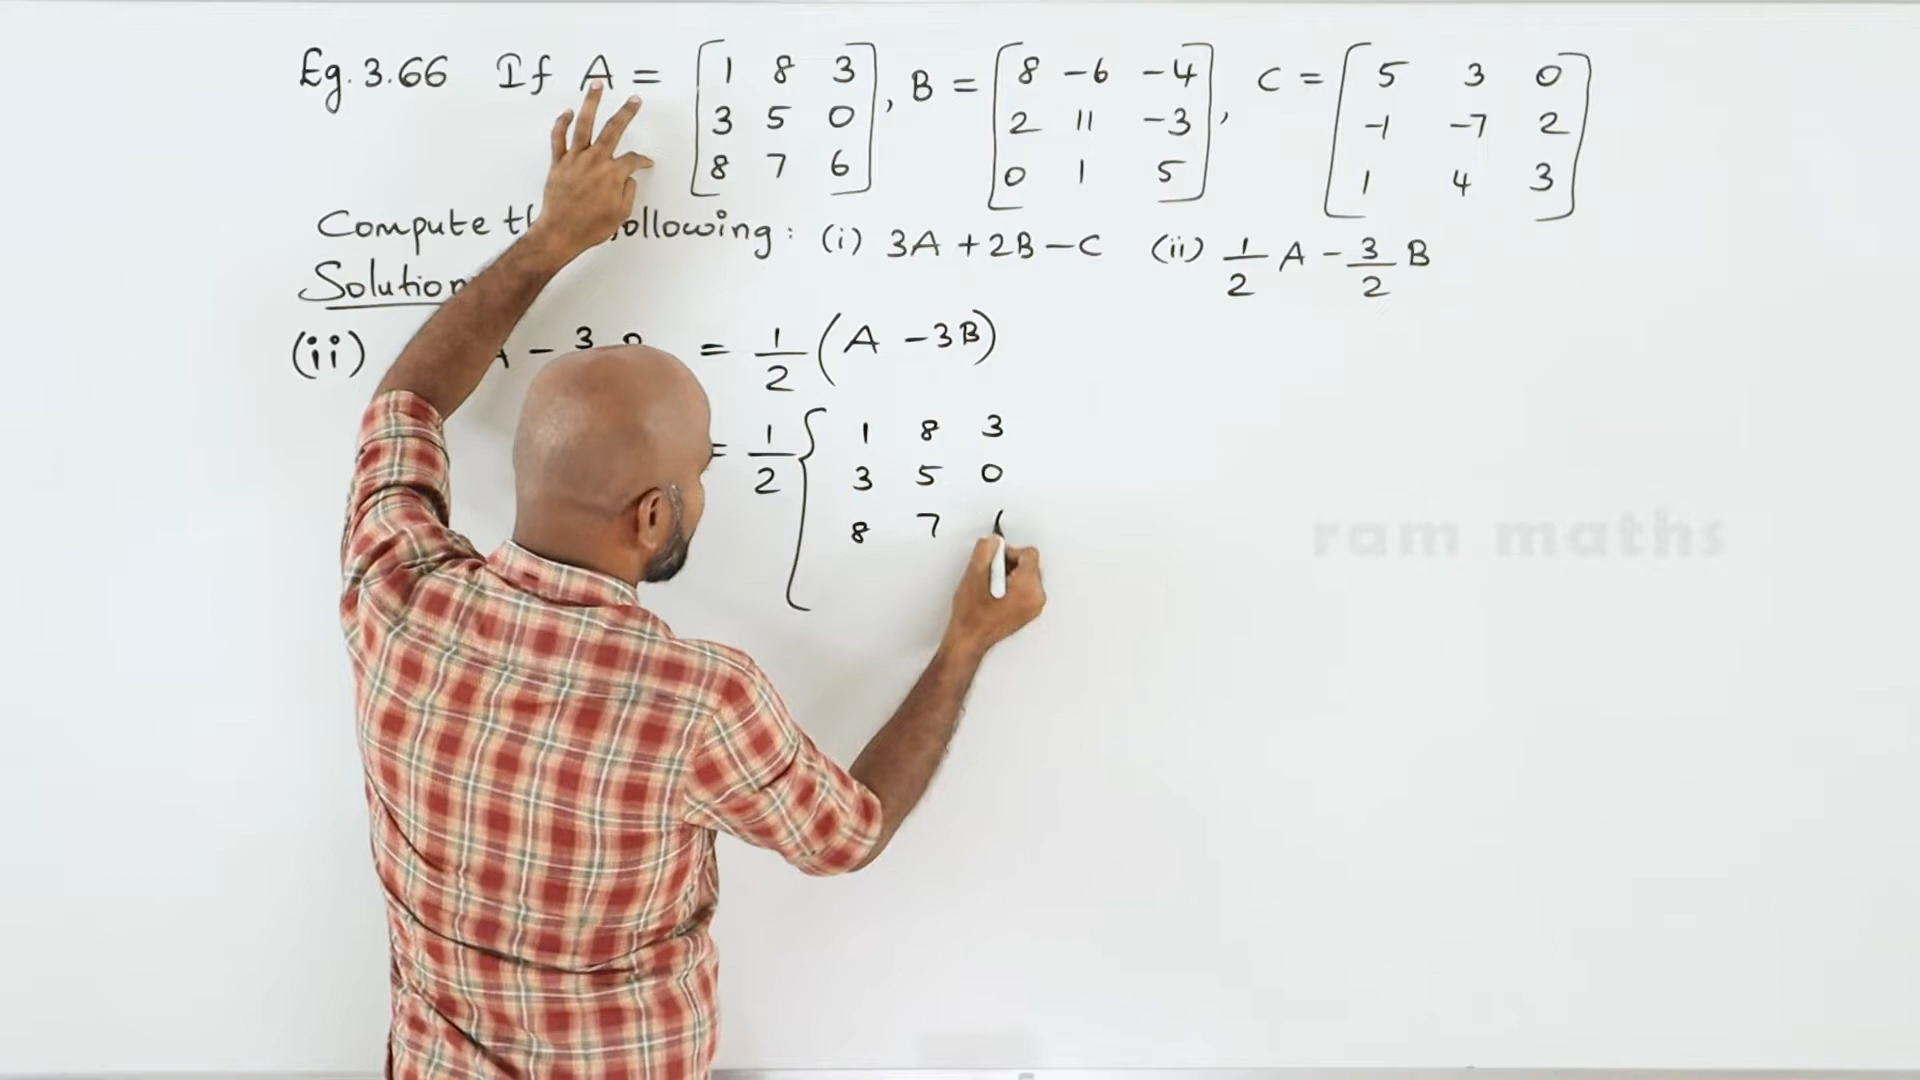 Eg. 3.66 If A = [1 8 3 3 5 0 8 7 6], B = [8 -6 -4 2 11 -3 0 1 5], C = [5 3 0 -1 -7 2 1 4 3]
Compute following: (i) 3A + 2B - C (ii) 1/2 A - 3/2 B
Solution
(ii) A - 3 = 1/2 (A - 3B)
= 1/2 { 1 8 3
3 5 0
8 7
ram maths